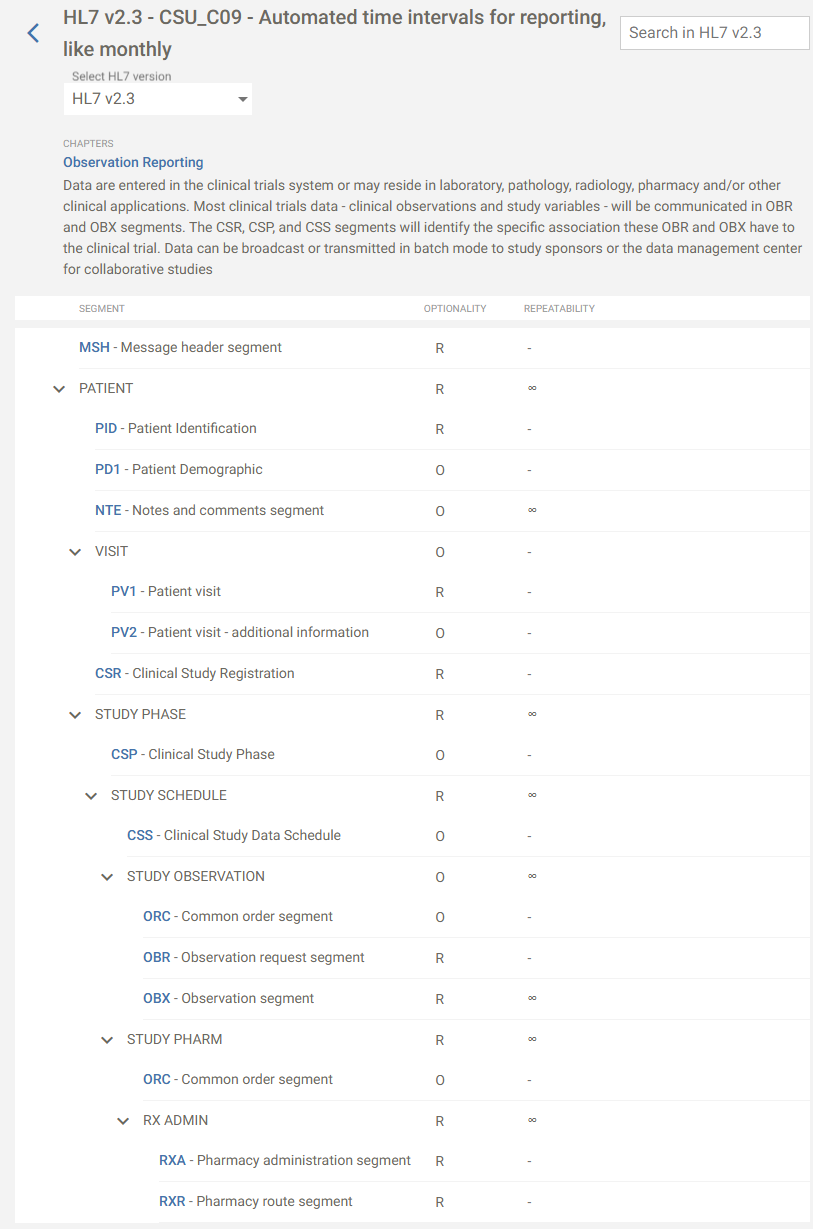 HL7 v2.3 - CSU_C09 - Automated time intervals for reporting,
like monthly
Search in HL7 v2.3
Select HL7 version
HL7 v2.3
CHAPTERS
Observation Reporting
Data are entered in the clinical trials system or may reside in laboratory, pathology, radiology, pharmacy and/or other
clinical applications. Most clinical trials data - clinical observations and study variables - will be communicated in OBR
and OBX segments. The CSR, CSP, and CSS segments will identify the specific association these OBR and OBX have to
the clinical trial. Data can be broadcast or transmitted in batch mode to study sponsors or the data management center
for collaborative studies
SEGMENT OPTIONALITY REPEATABILITY
MSH - Message header segment R -
PATIENT R ∞
PID - Patient Identification R -
PD1 - Patient Demographic O -
NTE - Notes and comments segment O ∞
VISIT O -
PV1 - Patient visit R -
PV2 - Patient visit - additional information O -
CSR - Clinical Study Registration R -
STUDY PHASE R ∞
CSP - Clinical Study Phase O -
STUDY SCHEDULE R ∞
CSS - Clinical Study Data Schedule O -
STUDY OBSERVATION O ∞
ORC - Common order segment O -
OBR - Observation request segment R -
OBX - Observation segment R ∞
STUDY PHARM R ∞
ORC - Common order segment O -
RX ADMIN R ∞
RXA - Pharmacy administration segment R -
RXR - Pharmacy route segment R -